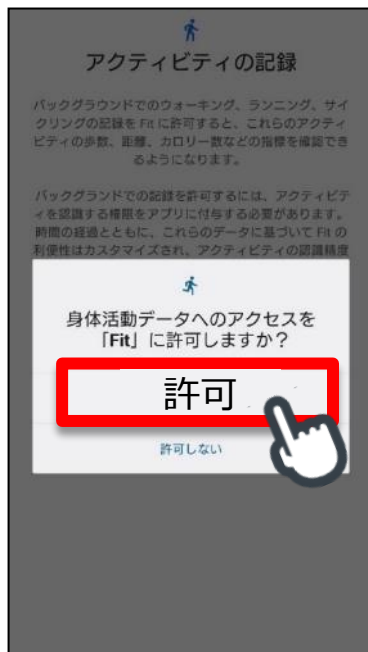 アクティビティの記録
バックグラウンドでのウォーキング、ランニング、サイ
クリングの記録を Fit に許可すると、これらのアクティ
ビティの歩数、距離、カロリー数などの指標を確認でき
るようになります。
バックグランドでの記録を許可するには、アクティビテ
ィを認識する権限をアプリに付与する必要があります。
時間の経過とともに、これらのデータに基づいて Fit の
利便性はカスタマイズされ、アクティビティの認識精度
身体活動データへのアクセスを
「Fit」に許可しますか？
許可
許可しない